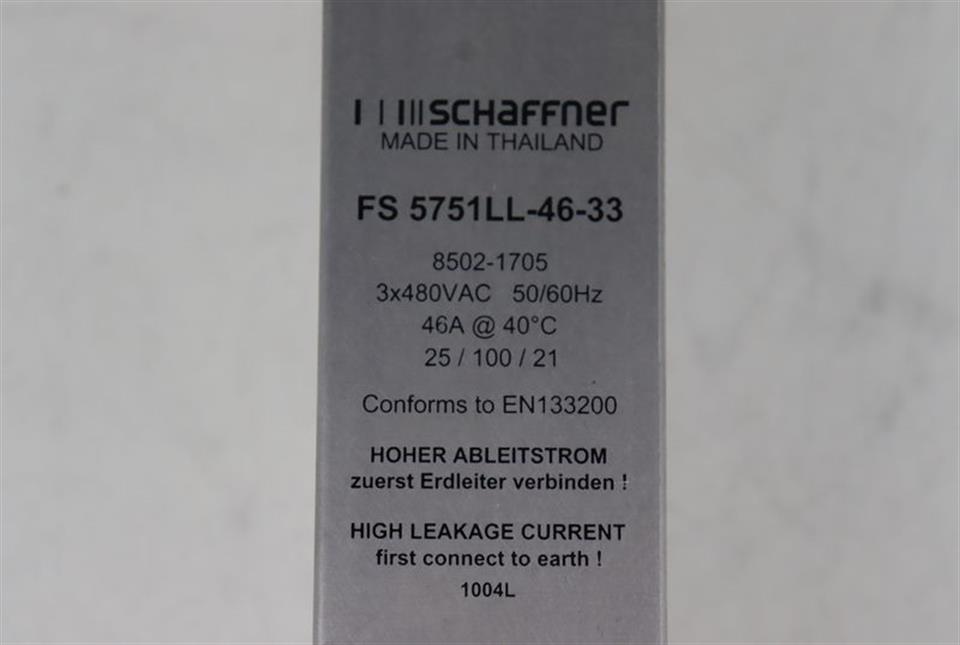 SCHAFFNER
MADE IN THAILAND
FS 5751LL-46-33
8502-1705
3x480VAC 50/60Hz
46A @ 40°C
25 / 100 / 21
Conforms to EN133200
HOHER ABLEITSTROM
zuerst Erdleiter verbinden !
HIGH LEAKAGE CURRENT
first connect to earth !
1004L